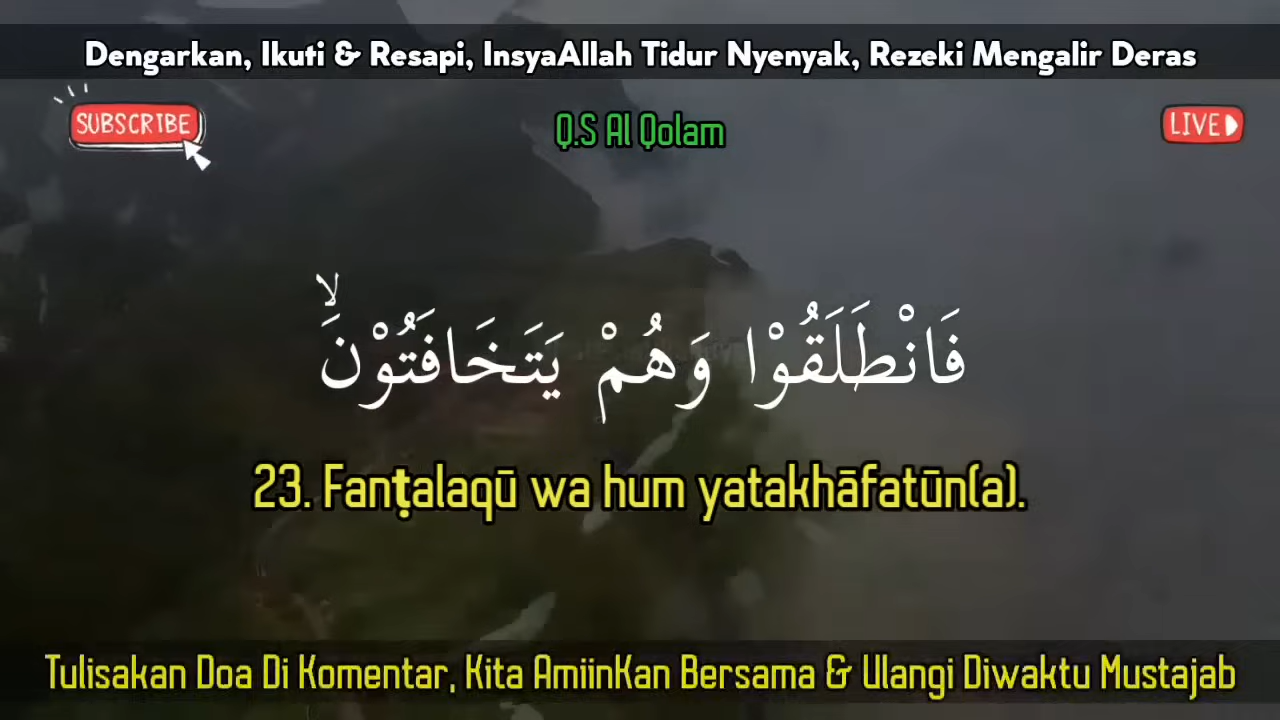 Dengarkan, Ikuti & Resapi, InsyaAllah Tidur Nyenyak, Rezeki Mengalir Deras
SUBSCRIBE
Q.S Al Qolam
LIVE
فَانْطَلَقُوْا وَهُمْ يَتَخَافَتُوْنَۙ
23. Fanṭalaqū wa hum yatakhāfatūn(a).
Tulisakan Doa Di Komentar, Kita AmiinKan Bersama & Ulangi Diwaktu Mustajab